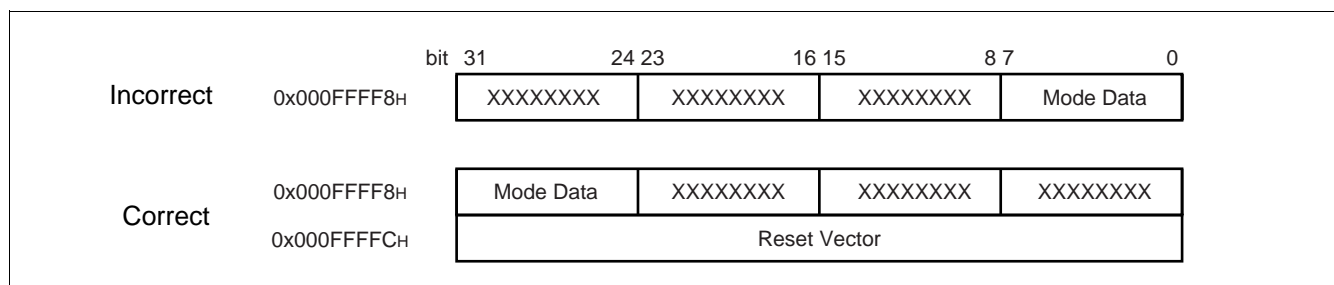 bit 31 24 23 16 15 8 7 0
Incorrect 0x000FFFF8H XXXXXXXX XXXXXXXX XXXXXXXX Mode Data
Correct
0x000FFFF8H Mode Data XXXXXXXX XXXXXXXX XXXXXXXX
0x000FFFFCH Reset Vector